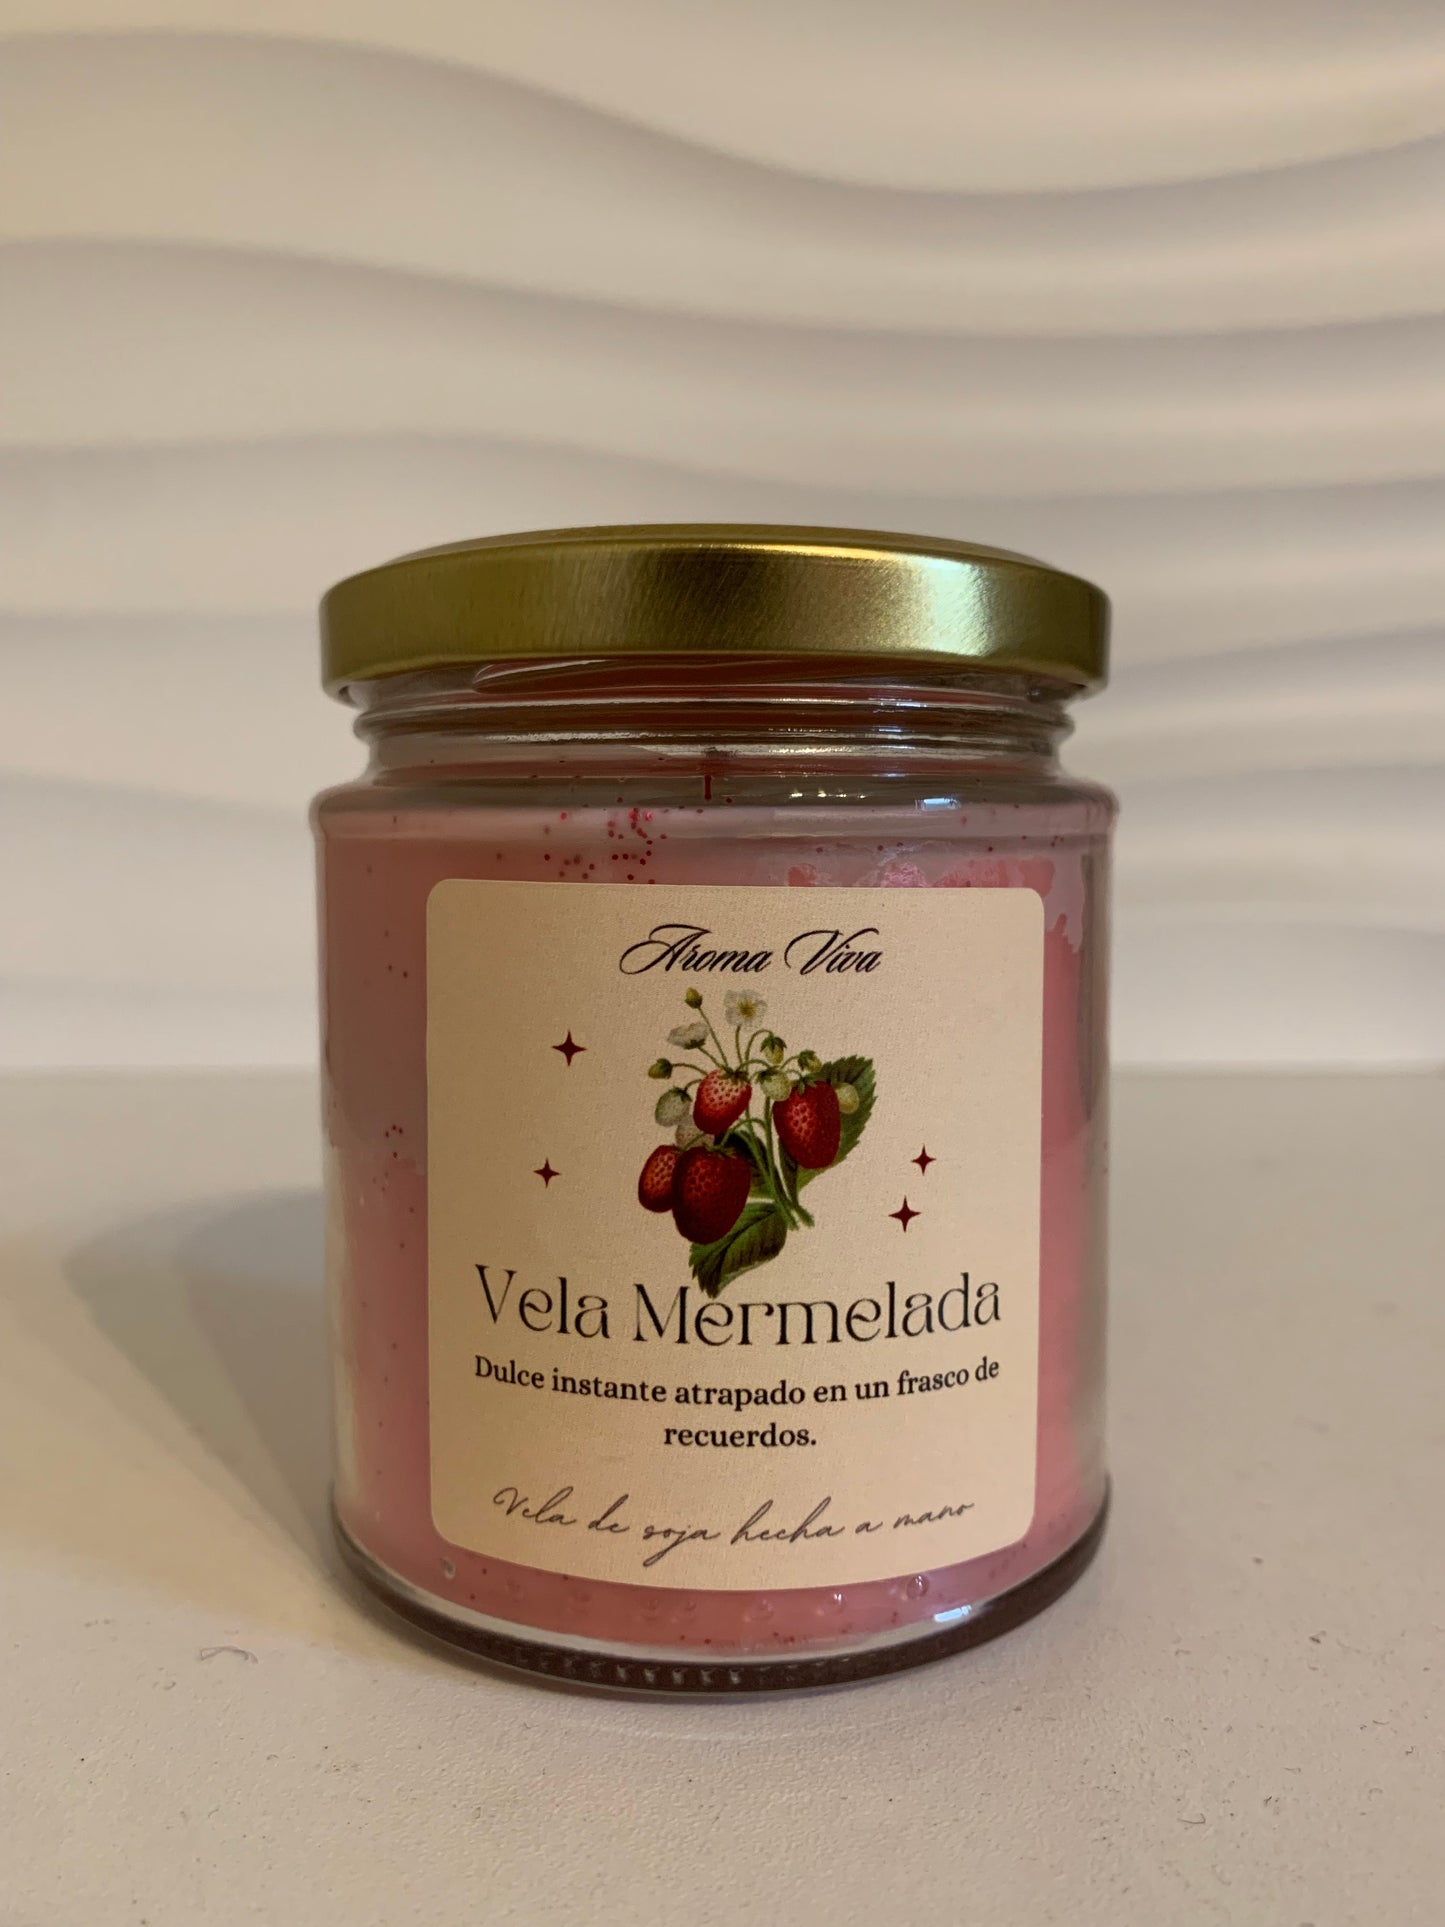 Aroma Viva
Vela Mermelada
Dulce instante atrapado en un frasco de
recuerdos.
Vela de soja hecha a mano